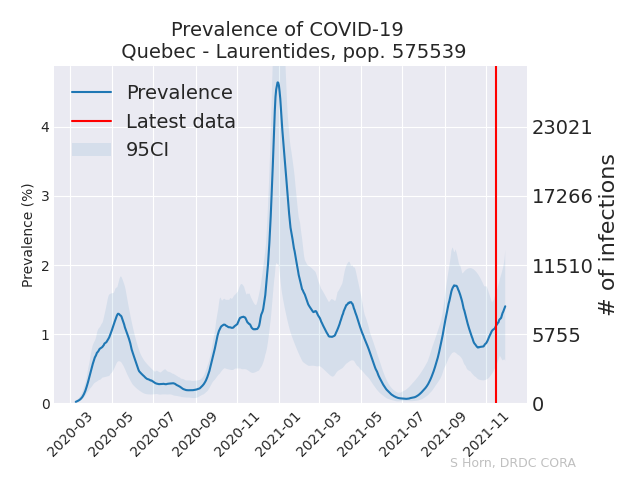 Prevalence of COVID-19
Quebec - Laurentides, pop. 575539
Prevalence
Latest data
95CI
Prevalence (%)
4
3
2
1
0
23021
17266
11510
5755
0
# of infections
2020-03
2020-05
2020-07
2020-09
2020-11
2021-01
2021-03
2021-05
2021-07
2021-09
2021-11
S Horn, DRDC CORA